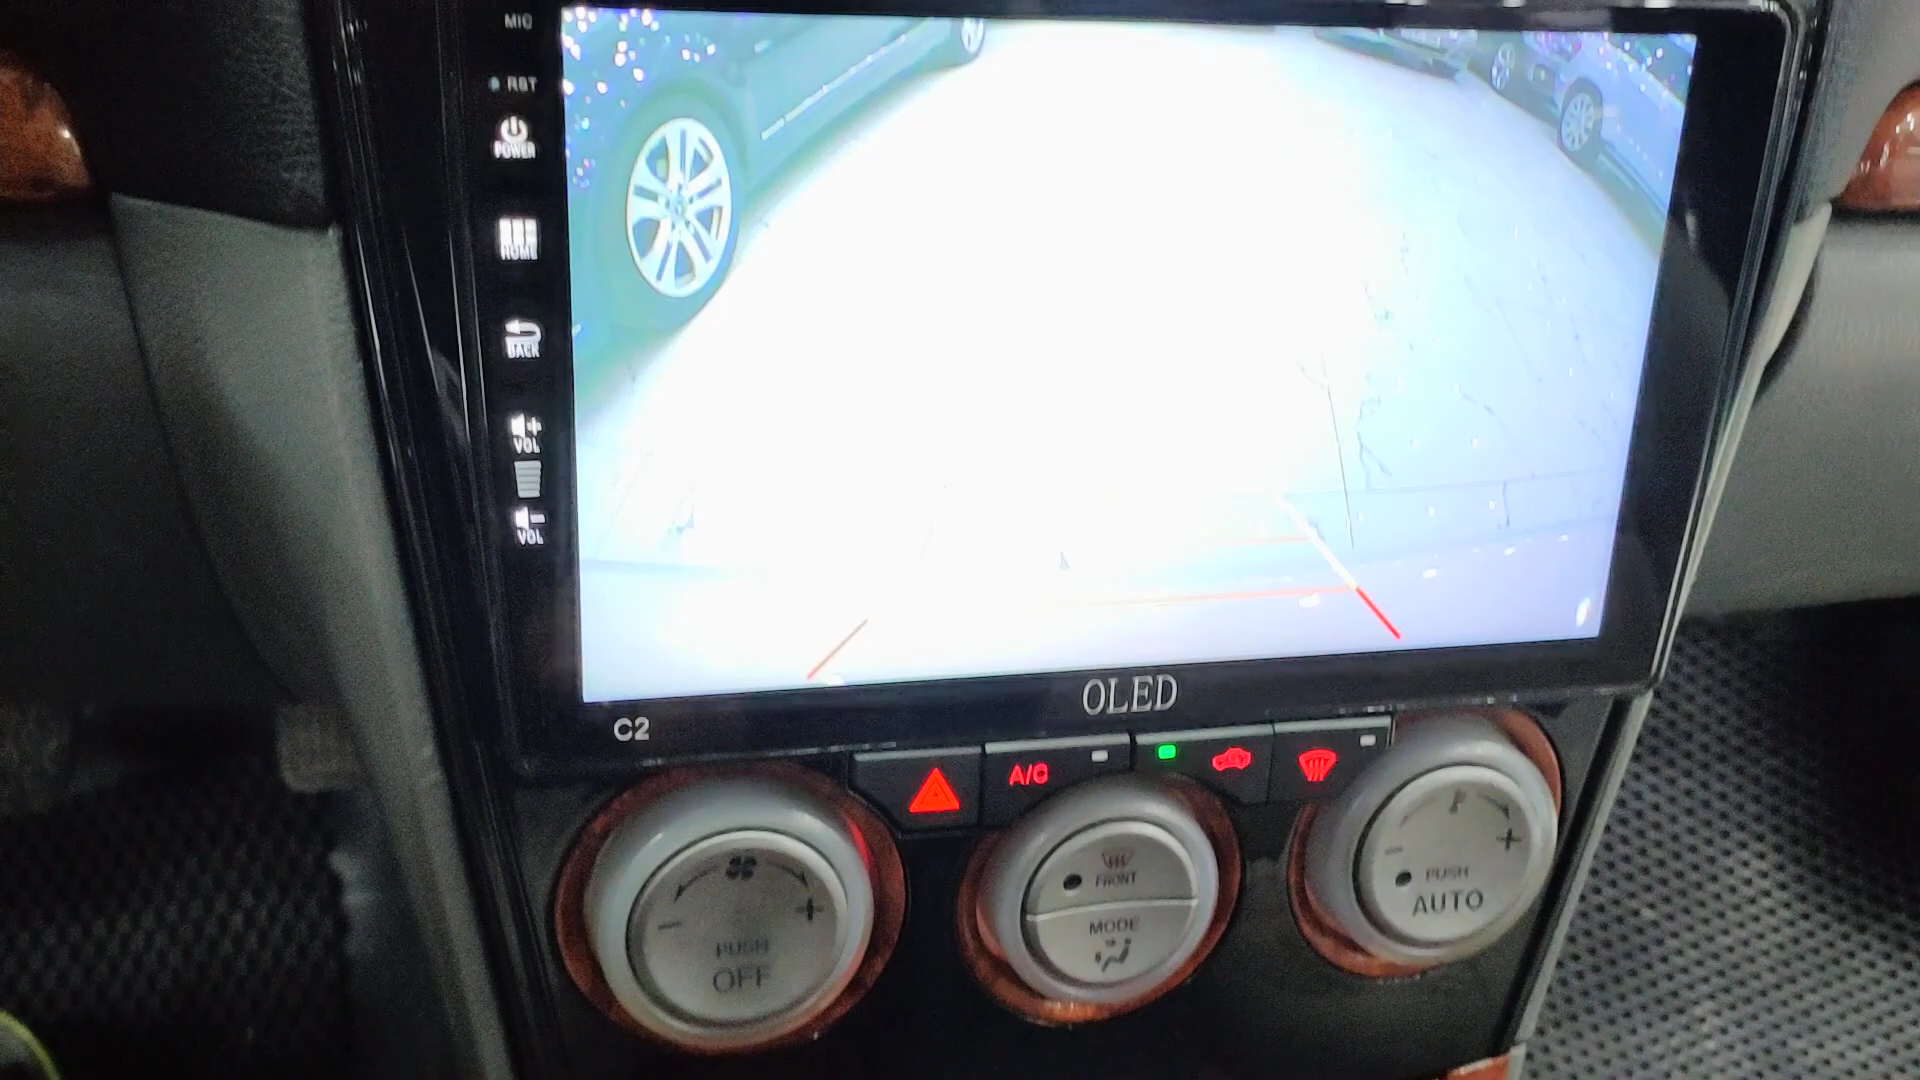 MIC
RST
POWER
HOME
BACK
VOL
VOL
C2
OLED
A/C
PUSH
OFF
FRONT
MODE
PUSH
AUTO